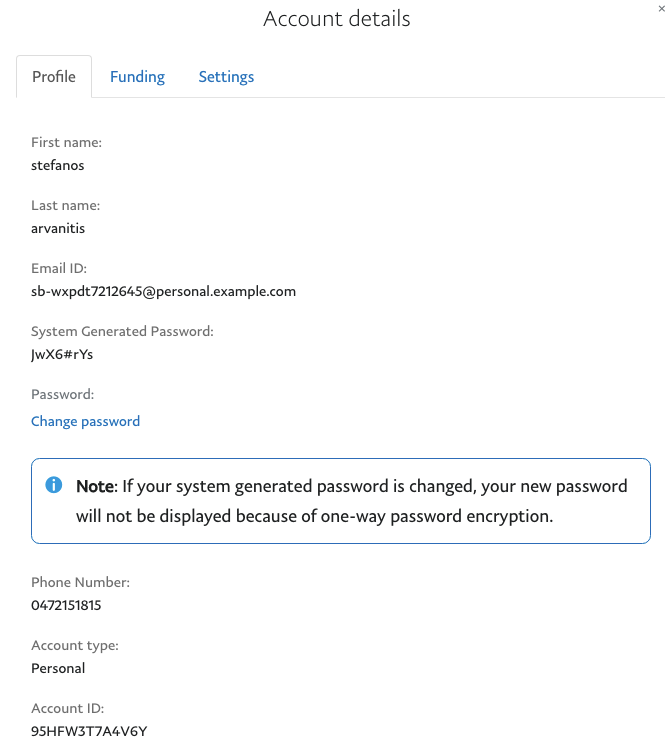 ×
Account details
Profile
Funding
Settings
First name:
stefanos
Last name:
arvanitis
Email ID:
sb-wxpdt7212645@personal.example.com
System Generated Password:
JwX6#rYs
Password:
Change password
Note: If your system generated password is changed, your new password
will not be displayed because of one-way password encryption.
Phone Number:
0472151815
Account type:
Personal
Account ID:
95HFW3T7A4V6Y